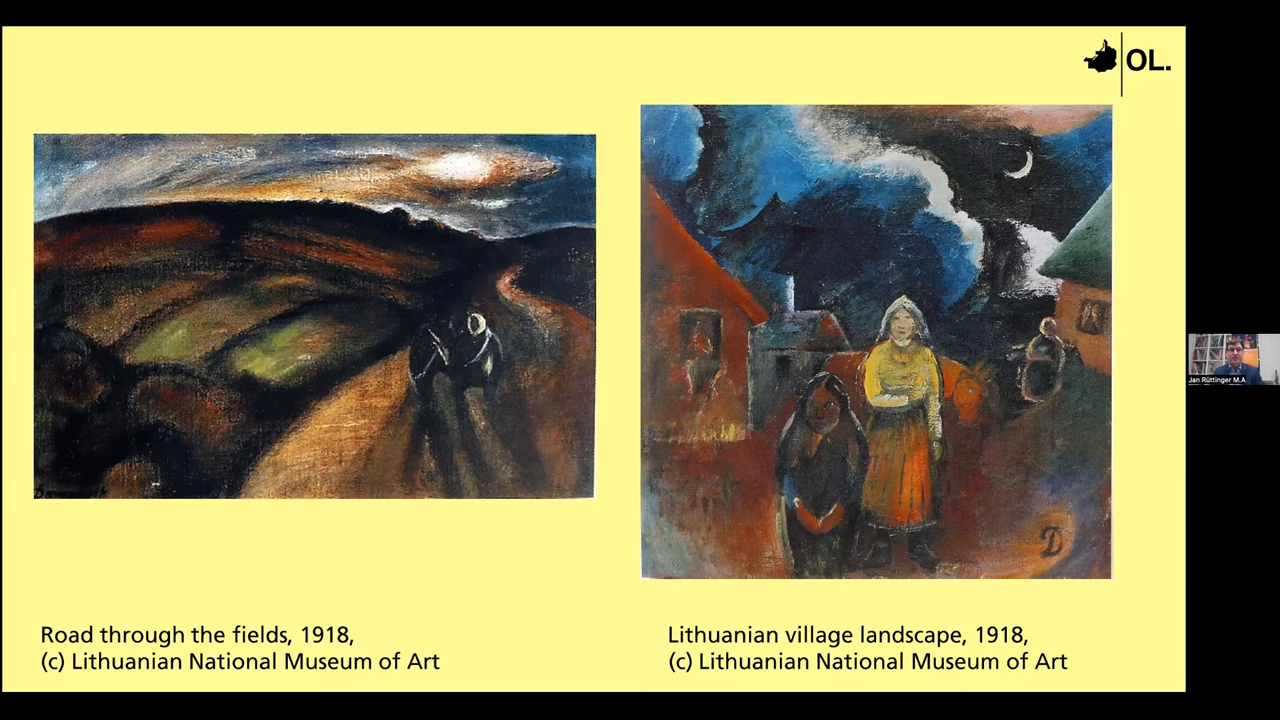 OL.
Road through the fields, 1918,
(c) Lithuanian National Museum of Art
Lithuanian village landscape, 1918,
(c) Lithuanian National Museum of Art
D
Jan Rüttinger M.A